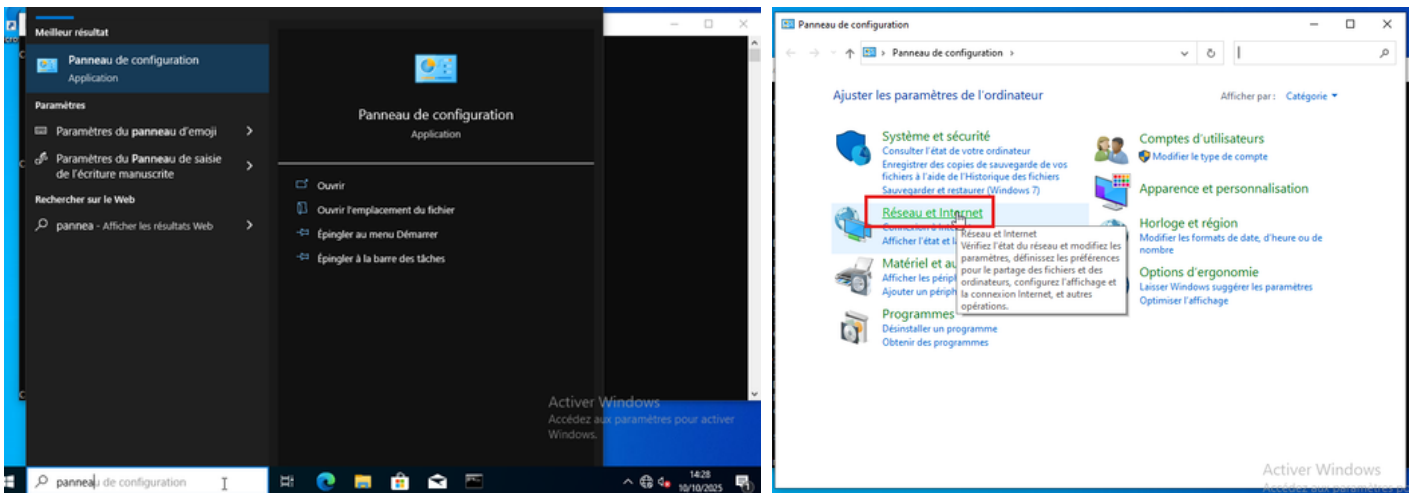 Meilleur résultat
Panneau de configuration
Application
Paramètres
Paramètres du panneau d'emoji
Paramètres du Panneau de saisie
de l'écriture manuscrite
Rechercher sur le Web
pannea - Afficher les résultats Web
Panneau de configuration
Application
Ouvrir
Ouvrir l'emplacement du fichier
Épingler au menu Démarrer
Épingler à la barre des tâches
Activer Windows
Accédez aux paramètres pour activer
Windows.
panneau de configuration
14:28
10/10/2025
Panneau de configuration
Panneau de configuration
Ajuster les paramètres de l'ordinateur
Afficher par : Catégorie
Système et sécurité
Consulter l'état de votre ordinateur
Enregistrer des copies de sauvegarde de vos
fichiers à l'aide de l'Historique des fichiers
Sauvegarder et restaurer (Windows 7)
Réseau et Internet
Connexion à
Afficher l'état et
Matériel et
Afficher les
Ajouter un
Programmes
Désinstaller un programme
Obtenir des programmes
Réseau et Internet
Vérifiez l'état du réseau et modifiez les
paramètres, définissez les préférences
pour le partage des fichiers et des
ordinateurs, configurez l'affichage et
la connexion Internet, et autres
opérations.
Comptes d'utilisateurs
Modifier le type de compte
Apparence et personnalisation
Horloge et région
Modifier les formats de date, d'heure ou de
nombre
Options d'ergonomie
Laisser Windows suggérer les paramètres
Optimiser l'affichage
Activer Windows
Accédez aux paramètres